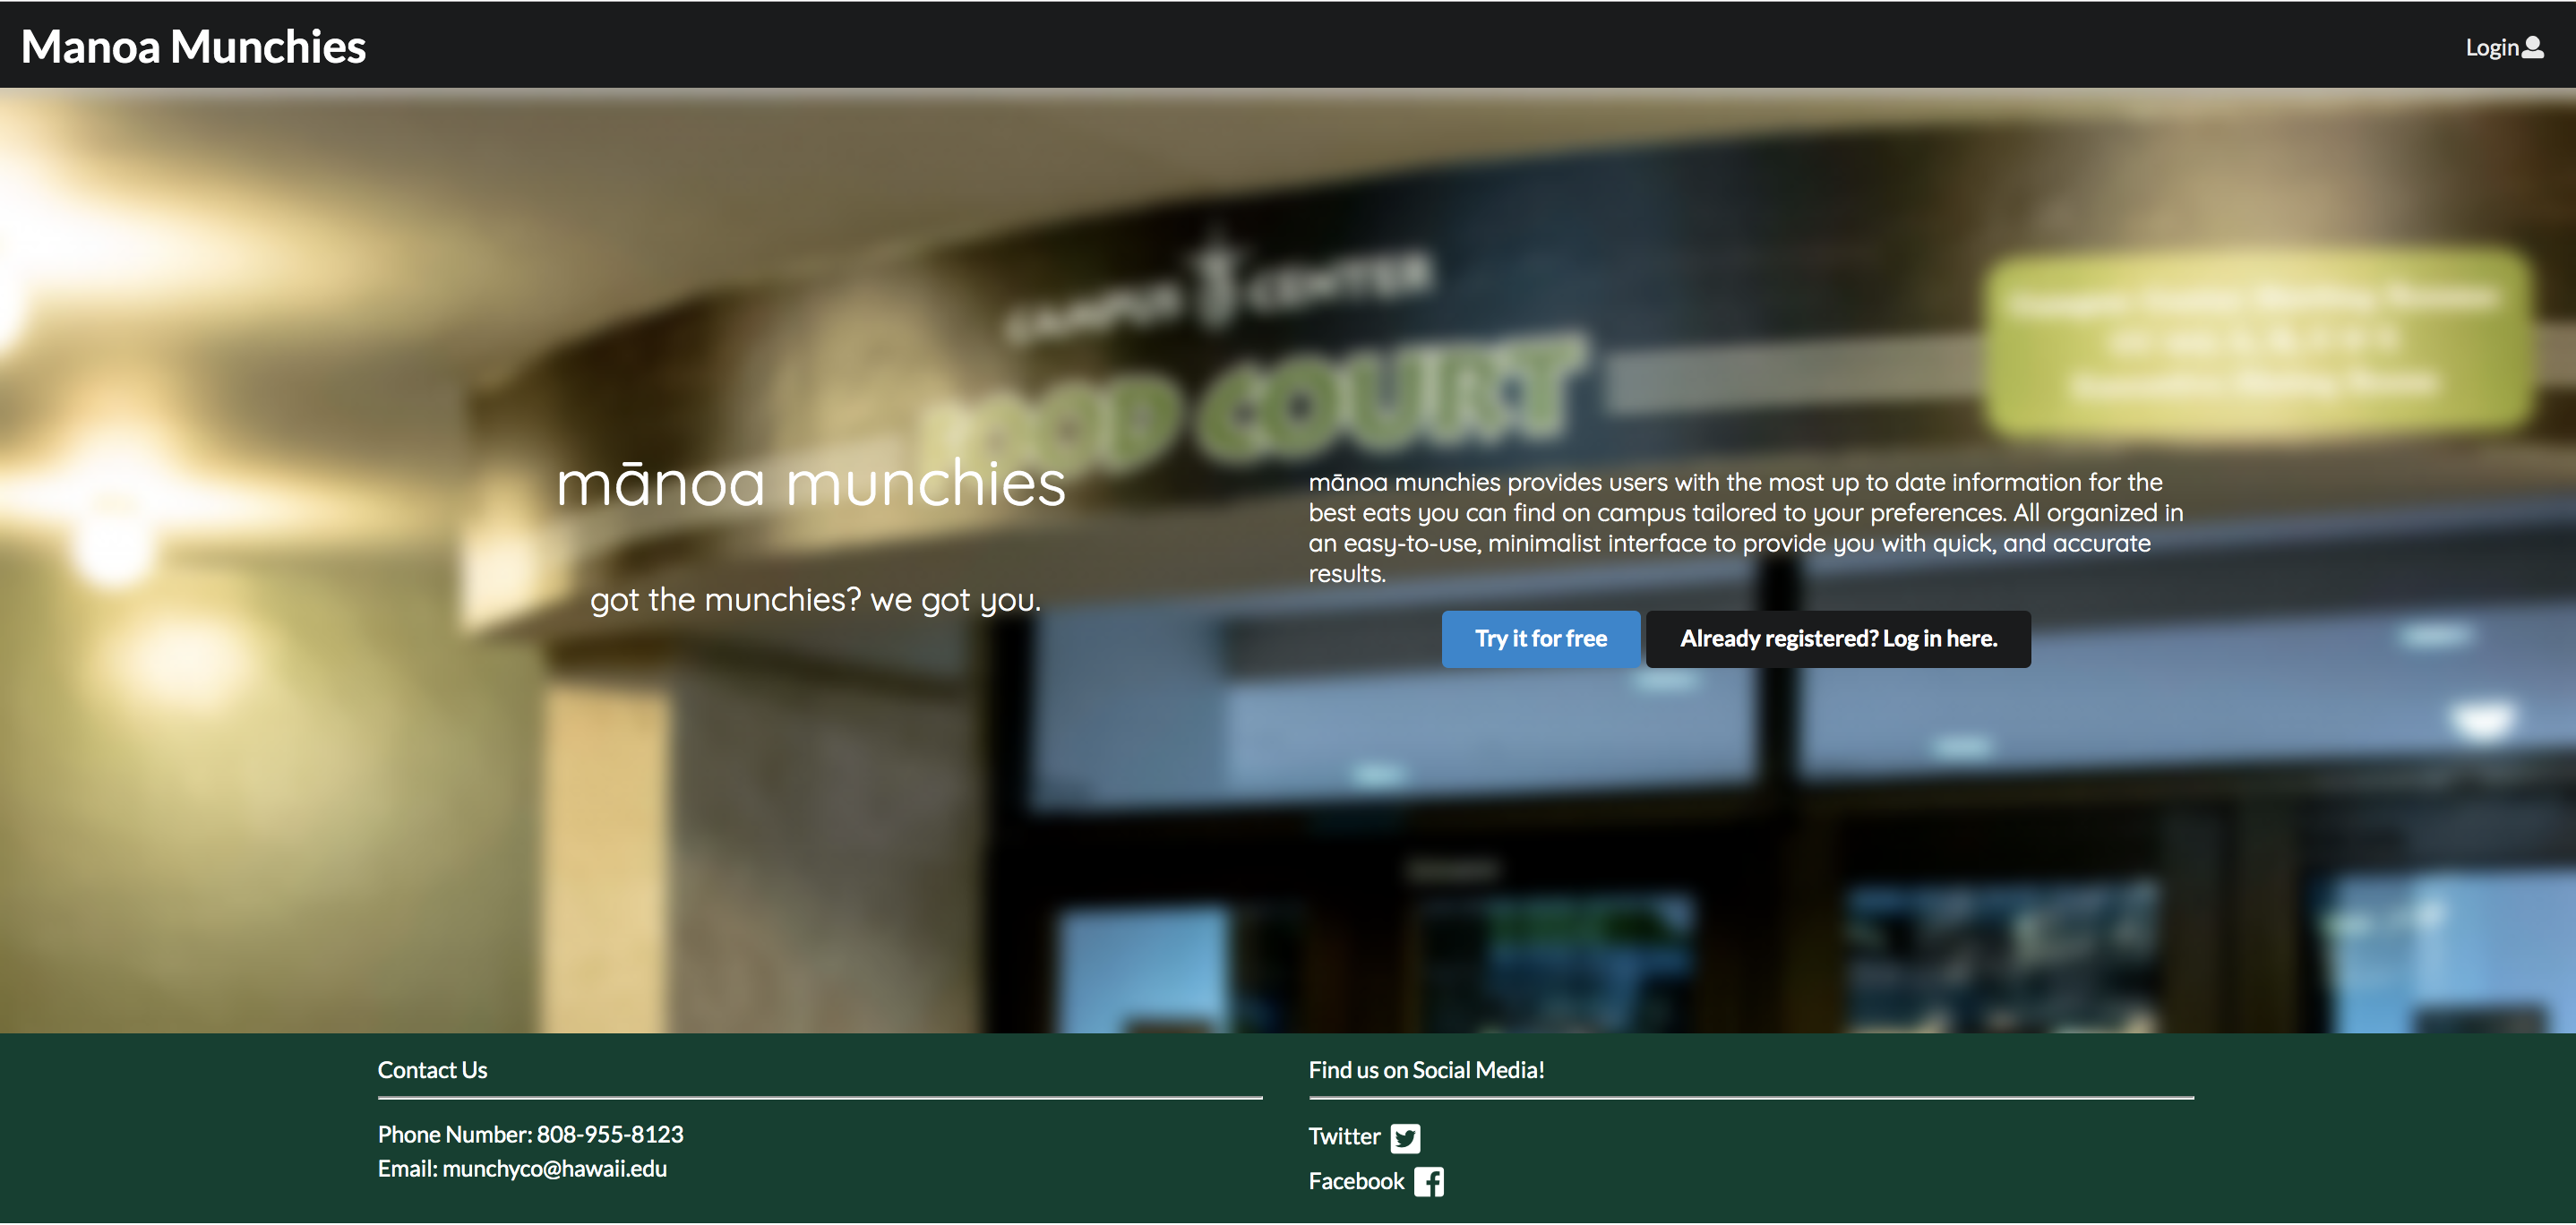 Manoa Munchies
Login
CAMPUS CENTER
FOOD COURT
mānoa munchies
got the munchies? we got you.
mānoa munchies provides users with the most up to date information for the
best eats you can find on campus tailored to your preferences. All organized in
an easy-to-use, minimalist interface to provide you with quick, and accurate
results.
Try it for free
Already registered? Log in here.
Contact Us
Phone Number: 808-955-8123
Email: munchyco@hawaii.edu
Find us on Social Media!
Twitter
Facebook